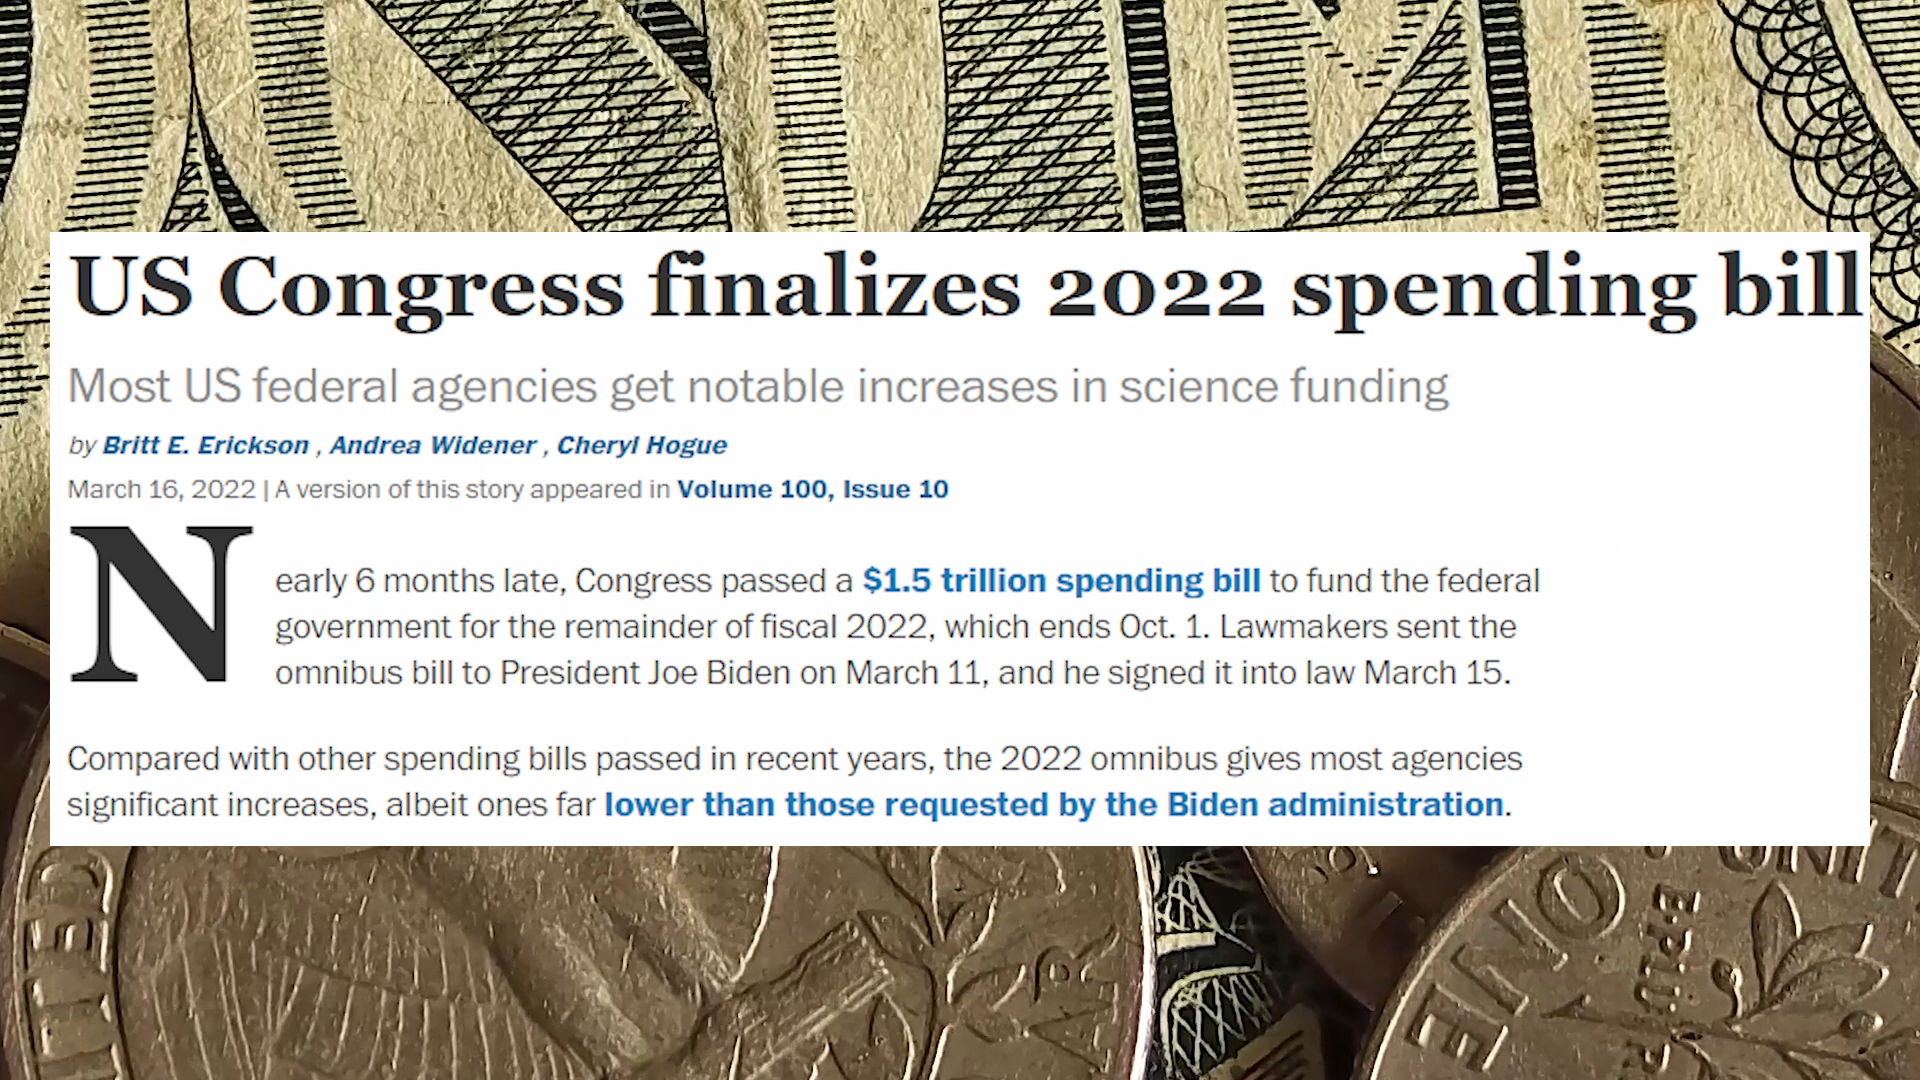 US Congress finalizes 2022 spending bill
Most US federal agencies get notable increases in science funding
by Britt E. Erickson , Andrea Widener , Cheryl Hogue
March 16, 2022 | A version of this story appeared in Volume 100, Issue 10
Nearly 6 months late, Congress passed a $1.5 trillion spending bill to fund the federal
government for the remainder of fiscal 2022, which ends Oct. 1. Lawmakers sent the
omnibus bill to President Joe Biden on March 11, and he signed it into law March 15.
Compared with other spending bills passed in recent years, the 2022 omnibus gives most agencies
significant increases, albeit ones far lower than those requested by the Biden administration.
ONE